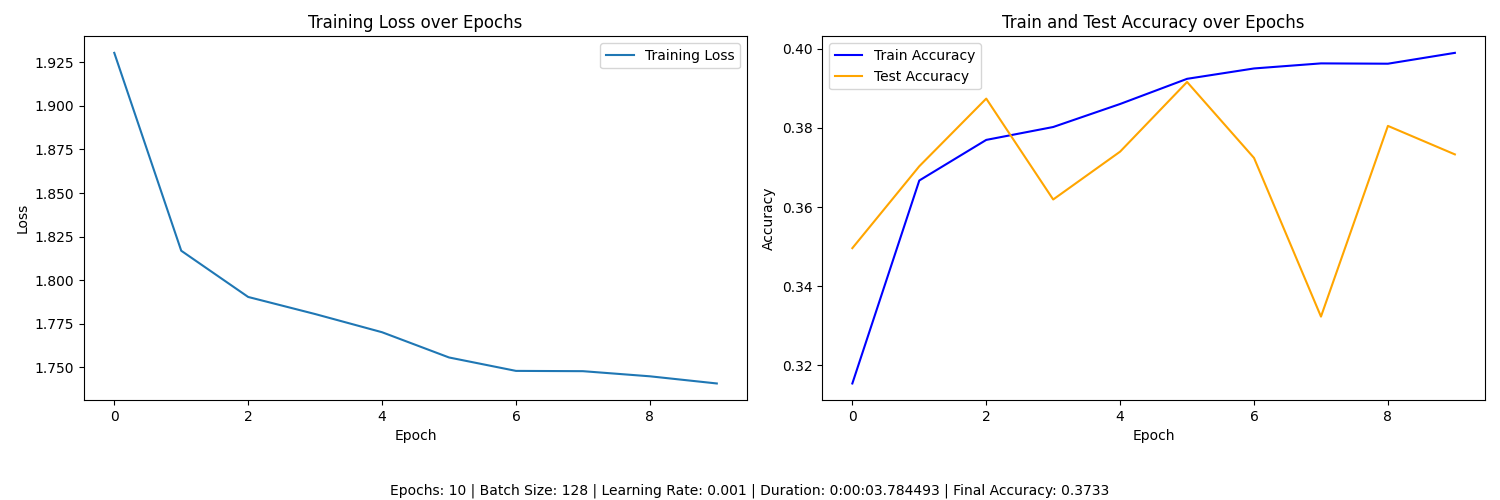 Training Loss over Epochs
Training Loss
1.925
1.900
1.875
1.850
1.825
1.800
1.775
1.750
Loss
0 2 4 6 8
Epoch
Train and Test Accuracy over Epochs
Train Accuracy
Test Accuracy
0.40
0.38
0.36
0.34
0.32
Accuracy
0 2 4 6 8
Epoch
Epochs: 10 | Batch Size: 128 | Learning Rate: 0.001 | Duration: 0:00:03.784493 | Final Accuracy: 0.3733